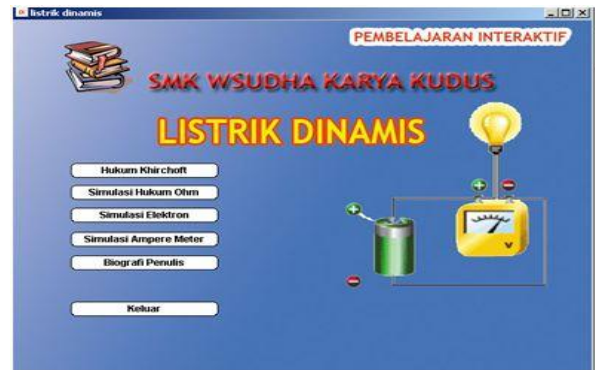 listrik dinamis
PEMBELAJARAN INTERAKTIF
SMK WSUDHA KARYA KUDUS
LISTRIK DINAMIS
Hukum Khirchoft
Simulasi Hukum Ohm
Simulasi Elektron
Simulasi Ampere Meter
Biografi Penulis
Keluar
+
-
+
-
V